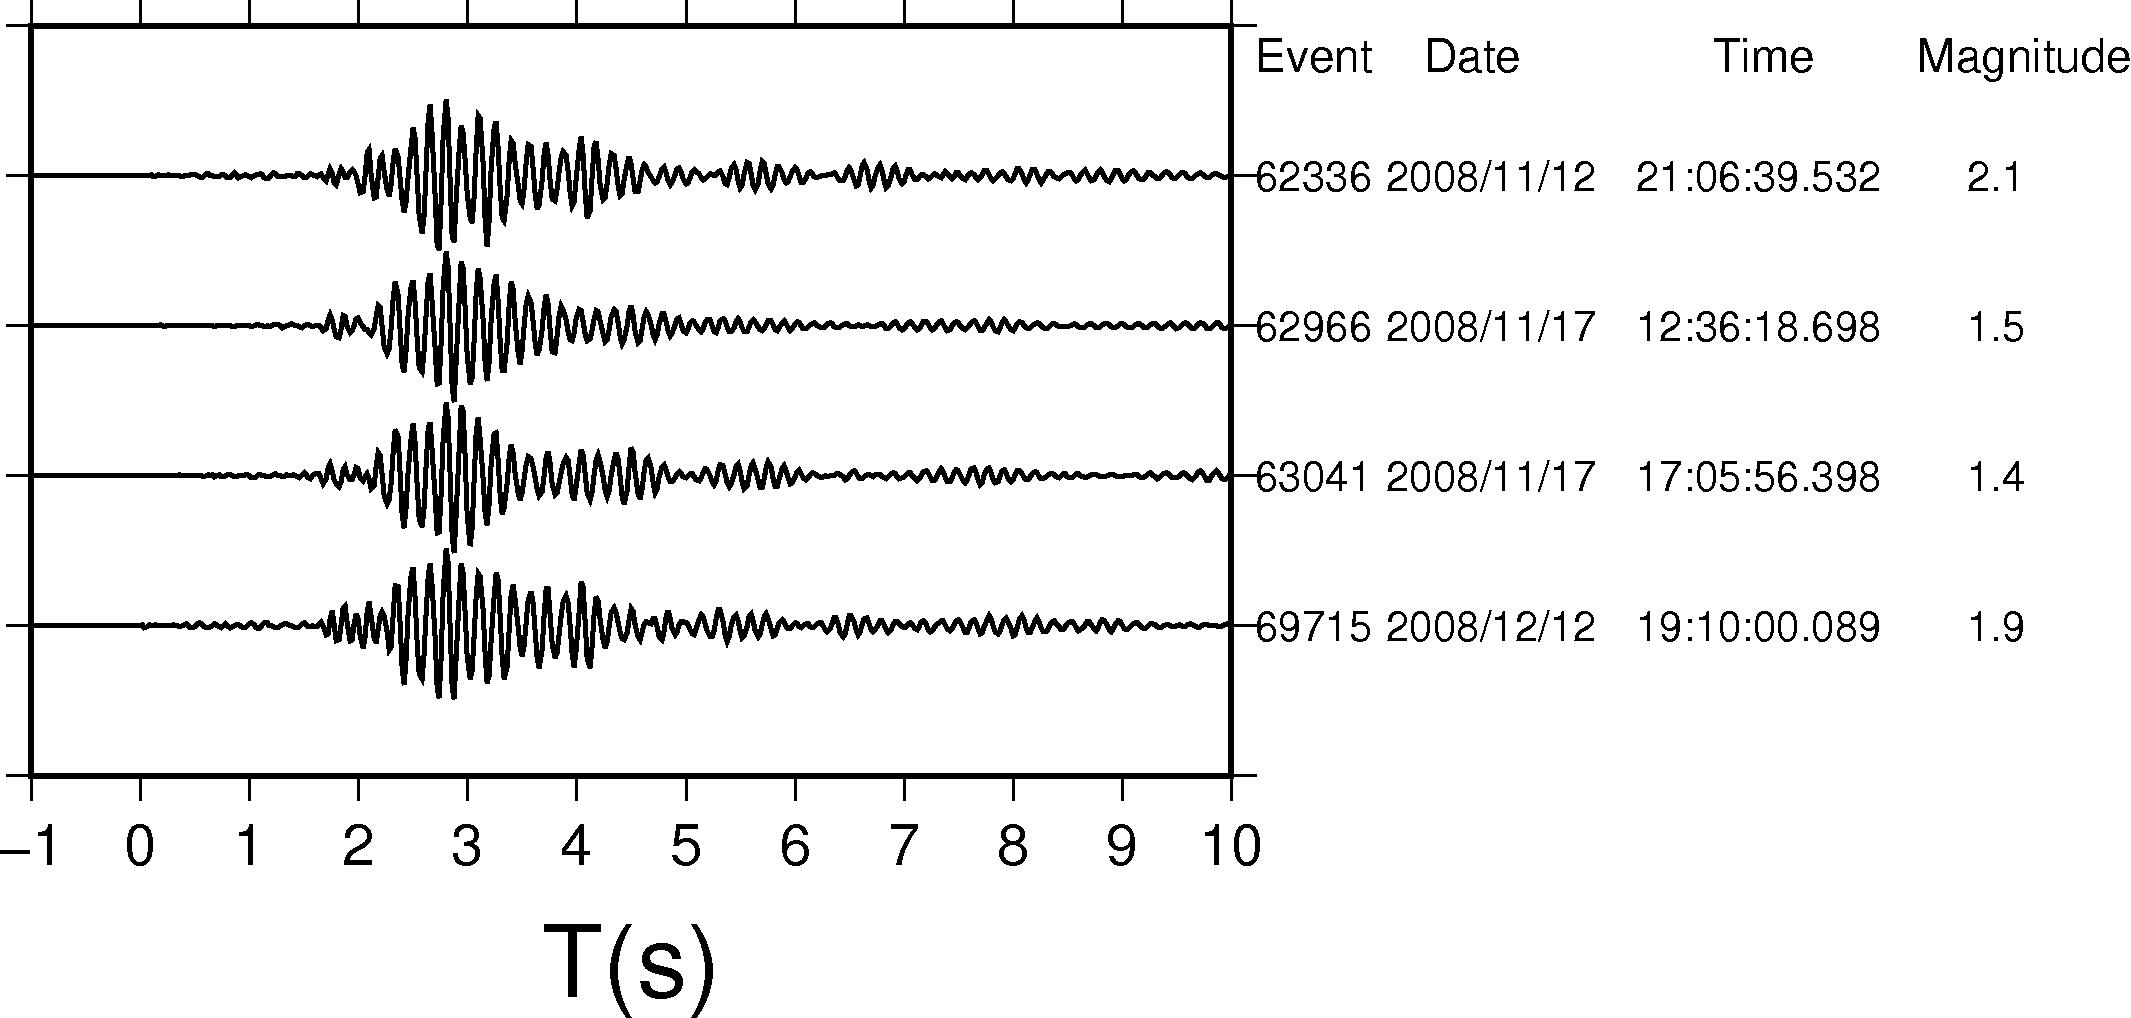 Event Date Time Magnitude
62336 2008/11/12 21:06:39.532 2.1
62966 2008/11/17 12:36:18.698 1.5
63041 2008/11/17 17:05:56.398 1.4
69715 2008/12/12 19:10:00.089 1.9
–1 0 1 2 3 4 5 6 7 8 9 10
T(s)